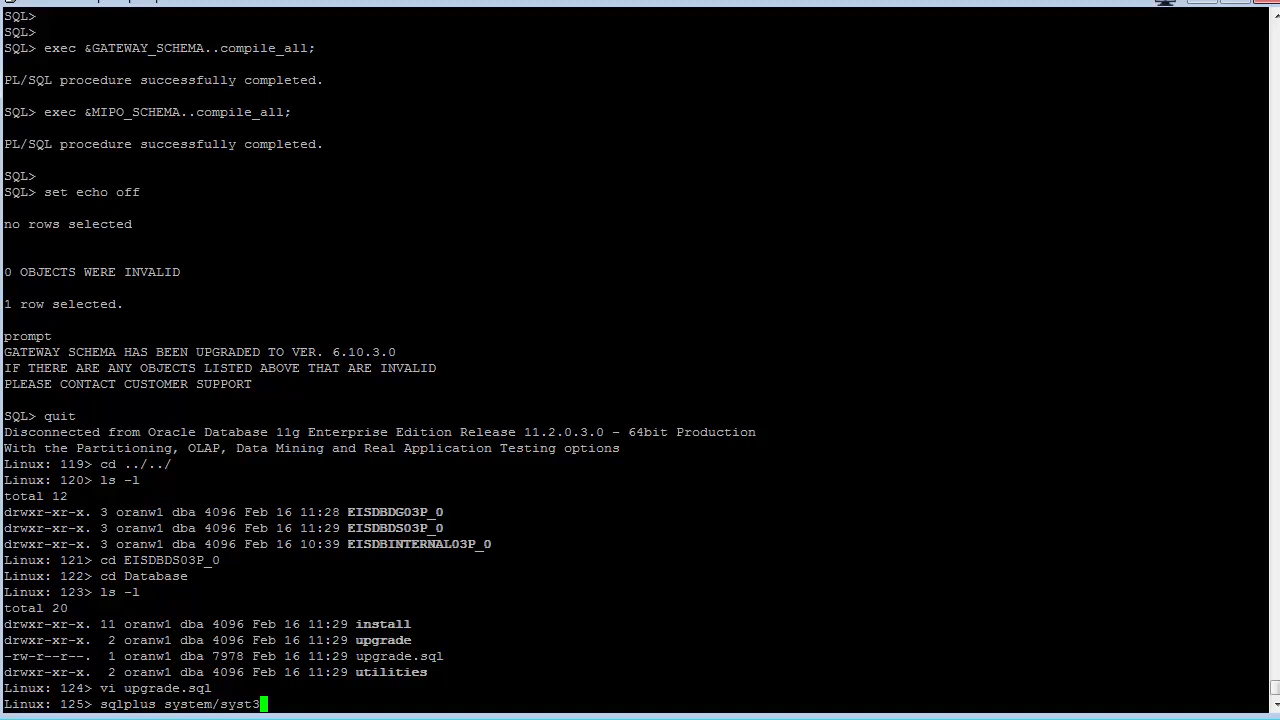 SQL>
SQL>
SQL> exec &GATEWAY_SCHEMA..compile_all;
PL/SQL procedure successfully completed.
SQL> exec &MIPO_SCHEMA..compile_all;
PL/SQL procedure successfully completed.
SQL>
SQL> set echo off
no rows selected
0 OBJECTS WERE INVALID
1 row selected.
prompt
GATEWAY SCHEMA HAS BEEN UPGRADED TO VER. 6.10.3.0
IF THERE ARE ANY OBJECTS LISTED ABOVE THAT ARE INVALID
PLEASE CONTACT CUSTOMER SUPPORT
SQL> quit
Disconnected from Oracle Database 11g Enterprise Edition Release 11.2.0.3.0 - 64bit Production
With the Partitioning, OLAP, Data Mining and Real Application Testing options
Linux: 119> cd ../../
Linux: 120> ls -l
total 12
drwxr-xr-x. 3 oranw1 dba 4096 Feb 16 11:28 EISDBDG03P_0
drwxr-xr-x. 3 oranw1 dba 4096 Feb 16 11:29 EISDBDS03P_0
drwxr-xr-x. 3 oranw1 dba 4096 Feb 16 10:39 EISDBINTERNAL03P_0
Linux: 121> cd EISDBDS03P_0
Linux: 122> cd Database
Linux: 123> ls -l
total 20
drwxr-xr-x. 11 oranw1 dba 4096 Feb 16 11:29 install
drwxr-xr-x. 2 oranw1 dba 4096 Feb 16 11:29 upgrade
-rw-r--r--. 1 oranw1 dba 7978 Feb 16 11:29 upgrade.sql
drwxr-xr-x. 2 oranw1 dba 4096 Feb 16 11:29 utilities
Linux: 124> vi upgrade.sql
Linux: 125> sqlplus system/syst3